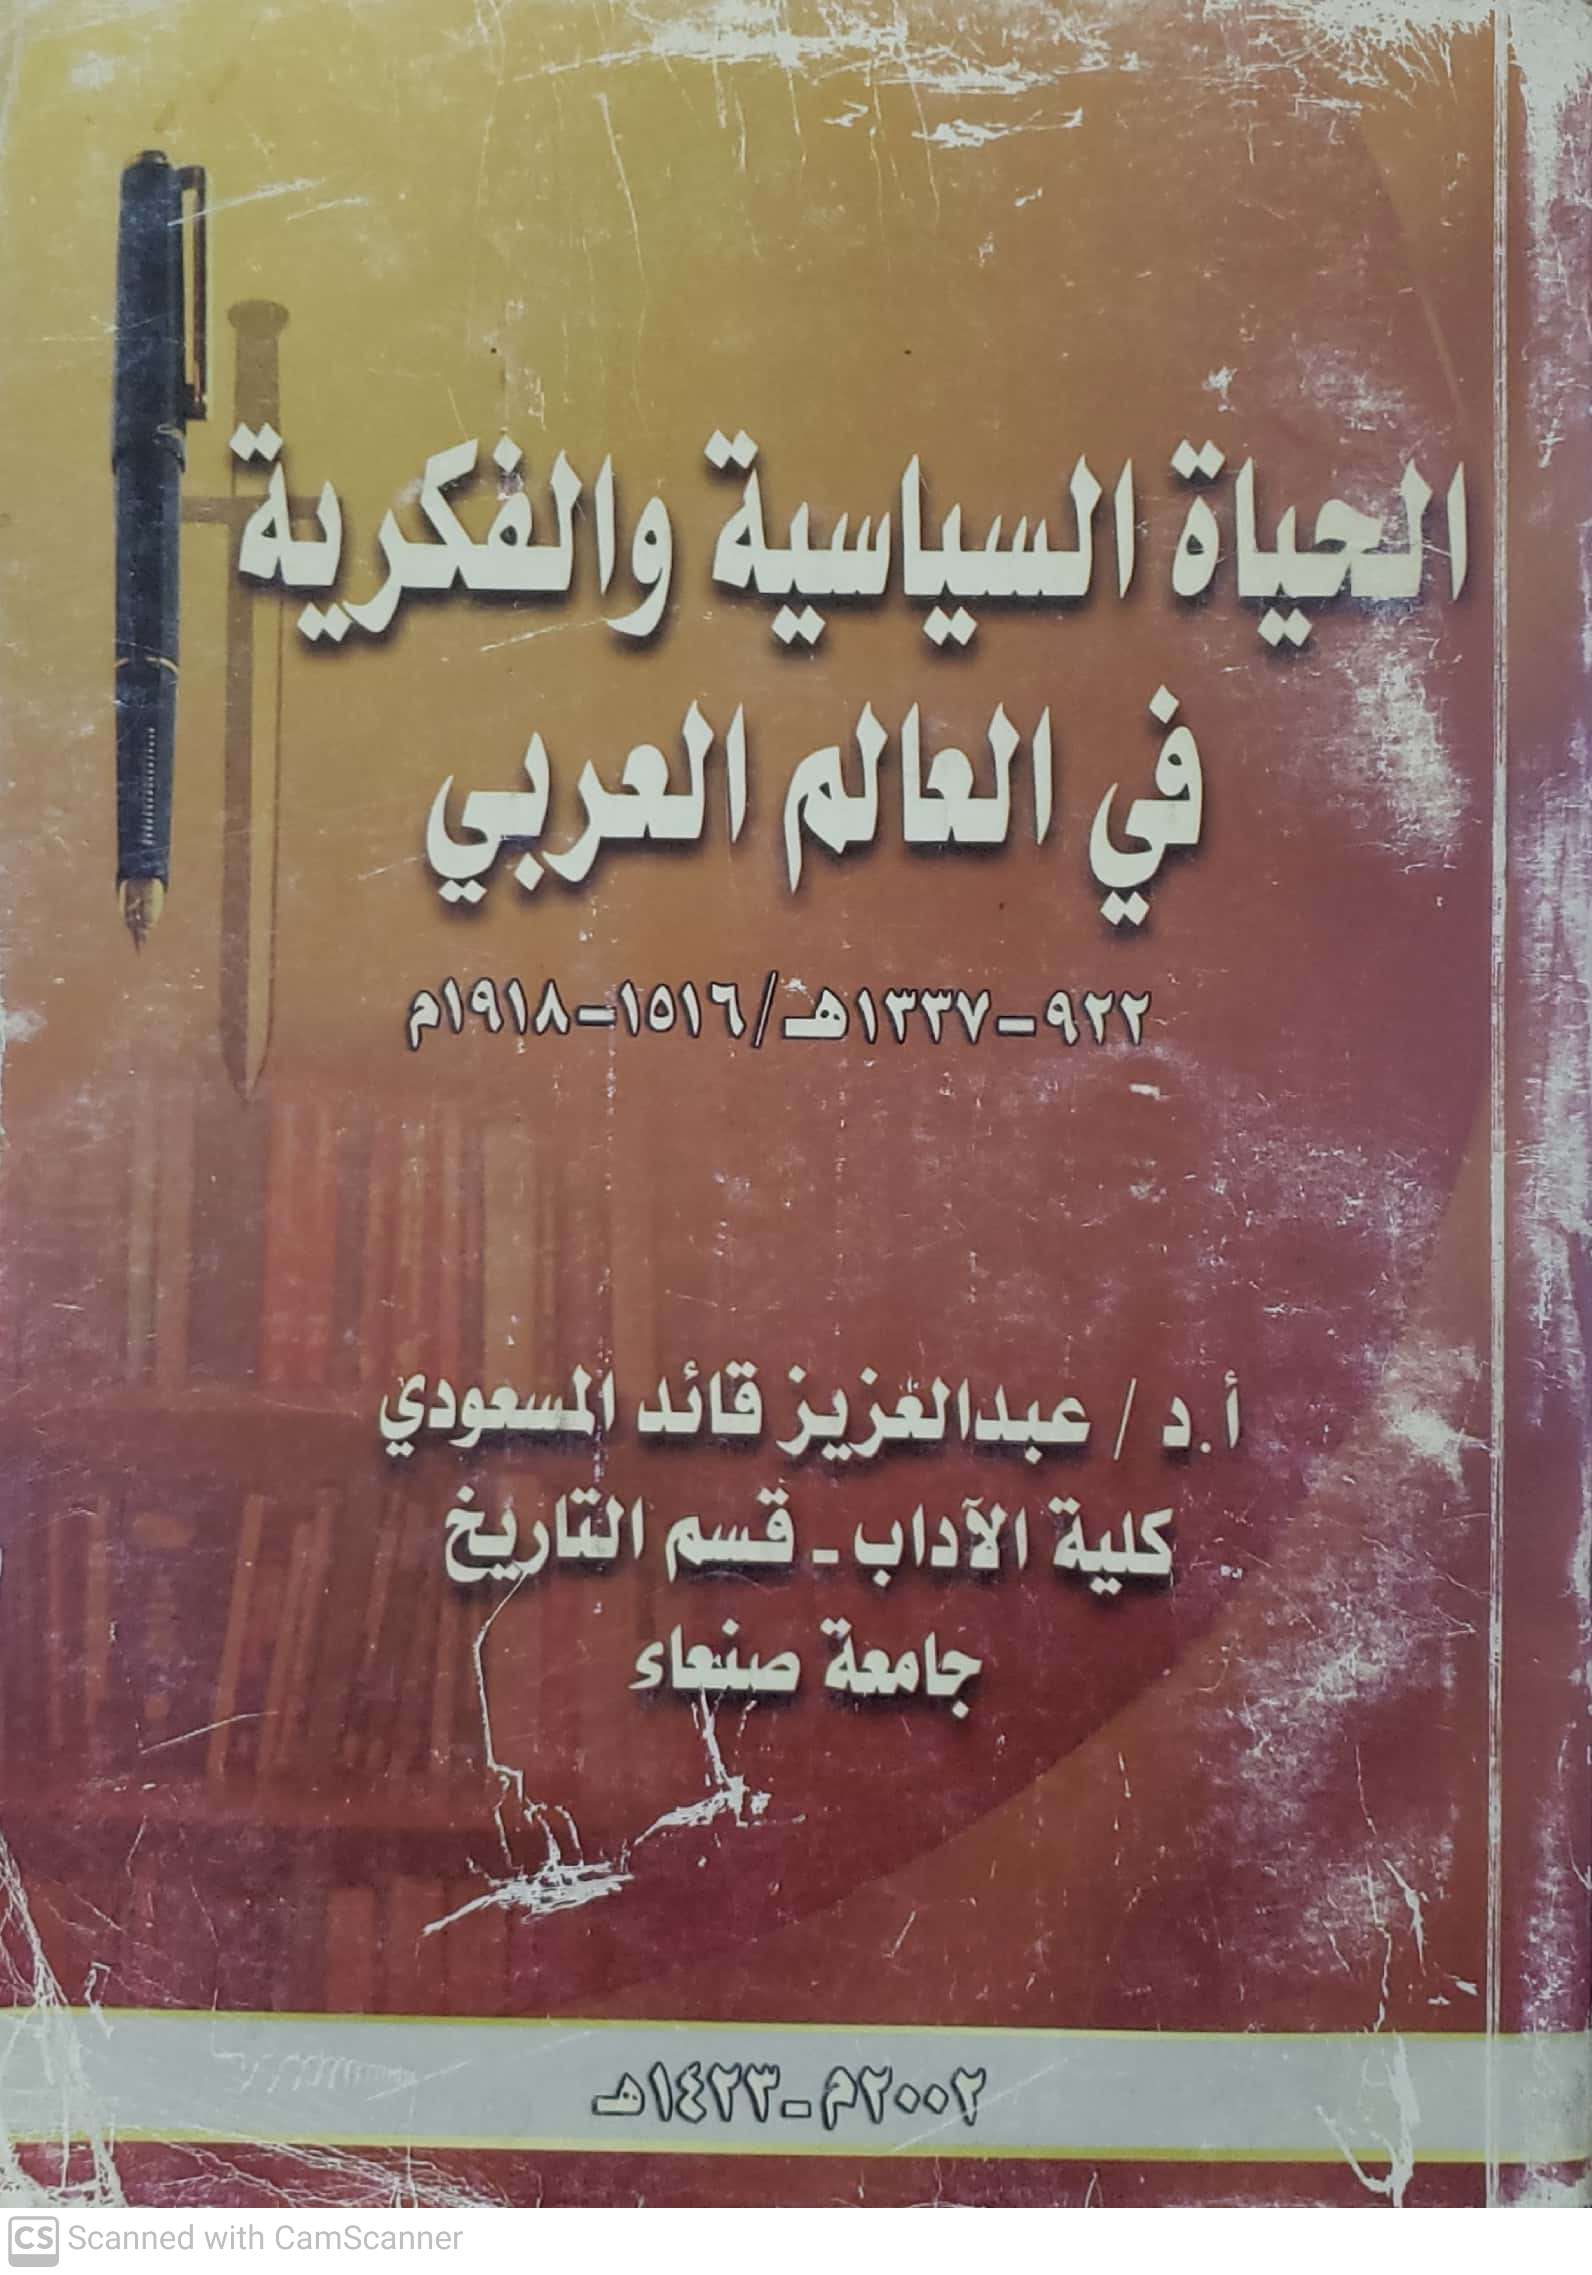 الحياة السياسية والفكرية
في العالم العربي
٩٢٢-١٣٣٧هـ/١٥١٦-١٩١٨م
أ.د / عبدالعزيز قائد المسعودي
كلية الآداب - قسم التاريخ
جامعة صنعاء
٢٠٠٢م-١٤٢٣هـ
CS Scanned with CamScanner